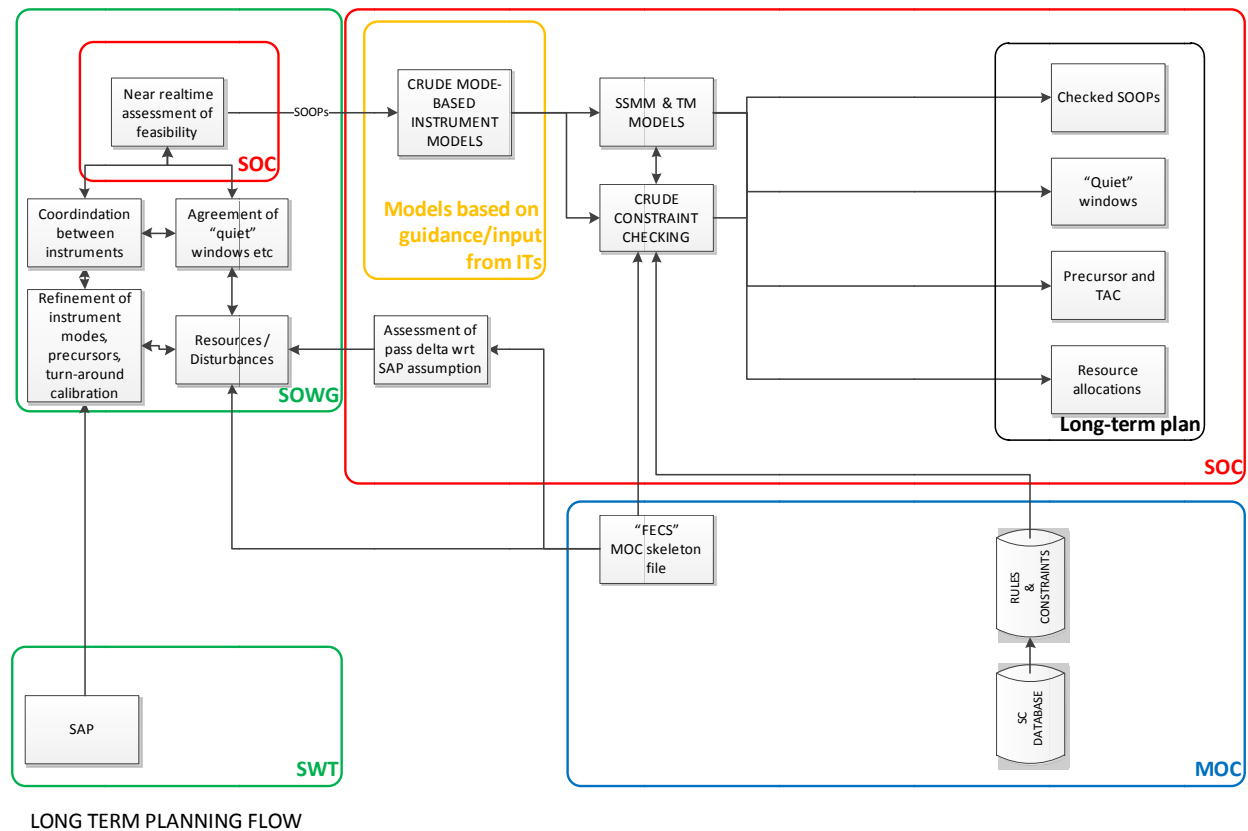 Near realtime
assessment of
feasibility
SOC
Coordindation
between
instruments
Agreement of
“quiet”
windows etc
Refinement of
instrument
modes,
precursors,
turn-around
calibration
Resources /
Disturbances
SOWG
SOOPs
CRUDE MODE-
BASED
INSTRUMENT
MODELS
Models based on
guidance/input
from ITs
SSMM & TM
MODELS
CRUDE
CONSTRAINT
CHECKING
Assessment of
pass delta wrt
SAP assumption
Checked SOOPs
“Quiet”
windows
Precursor and
TAC
Resource
allocations
Long-term plan
SOC
“FECS”
MOC skeleton
file
RULES
&
CONSTRAINTS
SC
DATABASE
MOC
SAP
SWT
LONG TERM PLANNING FLOW